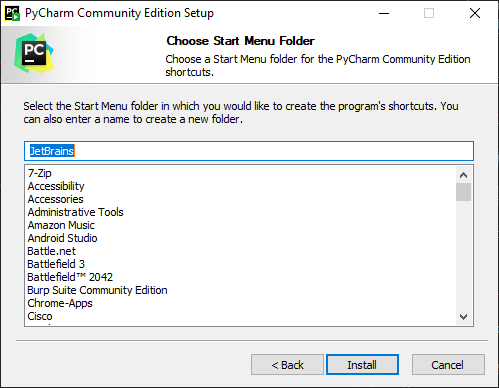 PyCharm Community Edition Setup
PC
Choose Start Menu Folder
Choose a Start Menu folder for the PyCharm Community Edition
shortcuts.
Select the Start Menu folder in which you would like to create the program's shortcuts. You
can also enter a name to create a new folder.
JetBrains
7-Zip
Accessibility
Accessories
Administrative Tools
Amazon Music
Android Studio
Battle.net
Battlefield 3
Battlefield™ 2042
Burp Suite Community Edition
Chrome-Apps
Cisco
< Back
Install
Cancel